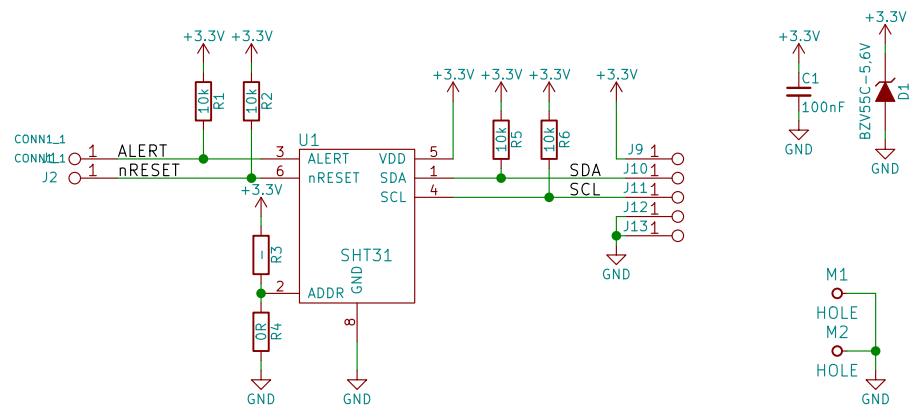 +3.3V
+3.3V
+3.3V
+3.3V
+3.3V
+3.3V
+3.3V
+3.3V
10k
R1
10k
R2
10k
R5
10k
R6
C1
100nF
GND
BZV55C-5,6V
D1
GND
CONN1_1
CONN1_1
J2
1
ALERT
1
nRESET
U1
3
ALERT
6
nRESET
VDD
5
SDA
1
SCL
4
SHT31
GND
8
2
ADDR
SDA
SCL
J9
1
J10
1
J11
1
J12
1
J13
1
GND
+3.3V
-
R3
0R
R4
GND
GND
M1
HOLE
M2
HOLE
GND